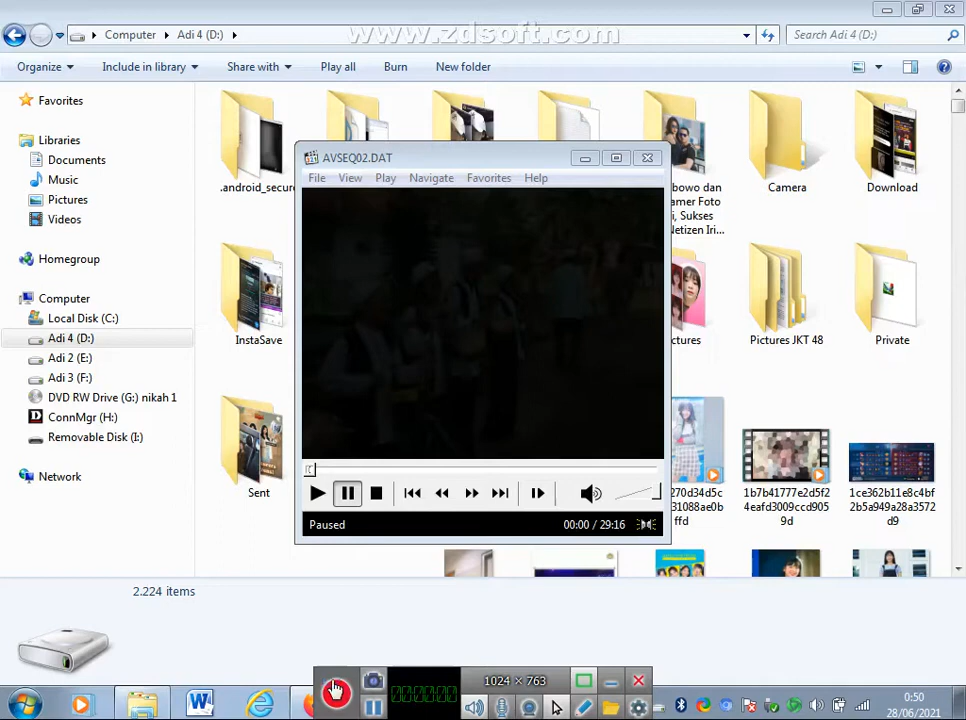 www.zdsoft.com
Computer Adi 4 (D:)
Search Adi 4 (D:)
Organize Include in library Share with Play all Burn New folder
Favorites
Libraries
Documents
Music
Pictures
Videos
Homegroup
Computer
Local Disk (C:)
Adi 4 (D:)
Adi 2 (E:)
Adi 3 (F:)
DVD RW Drive (G:) nikah 1
ConnMgr (H:)
Removable Disk (I:)
Network
.android_secure
bowo dan
amer Foto
i, Sukses
Netizen Iri...
Camera
Download
InstaSave
Pictures JKT 48
Private
Sent
270d34d5c
31088ae0b
ffd
1b7b41777e2d5f2
4eafd3009ccd905
9d
1ce362b11e8c4bf
2b5a949a28a3572
d9
AVSEQ02.DAT
File View Play Navigate Favorites Help
Paused
00:00 / 29:16
2.224 items
1024 × 763
00:00:00
0:50
28/06/2021